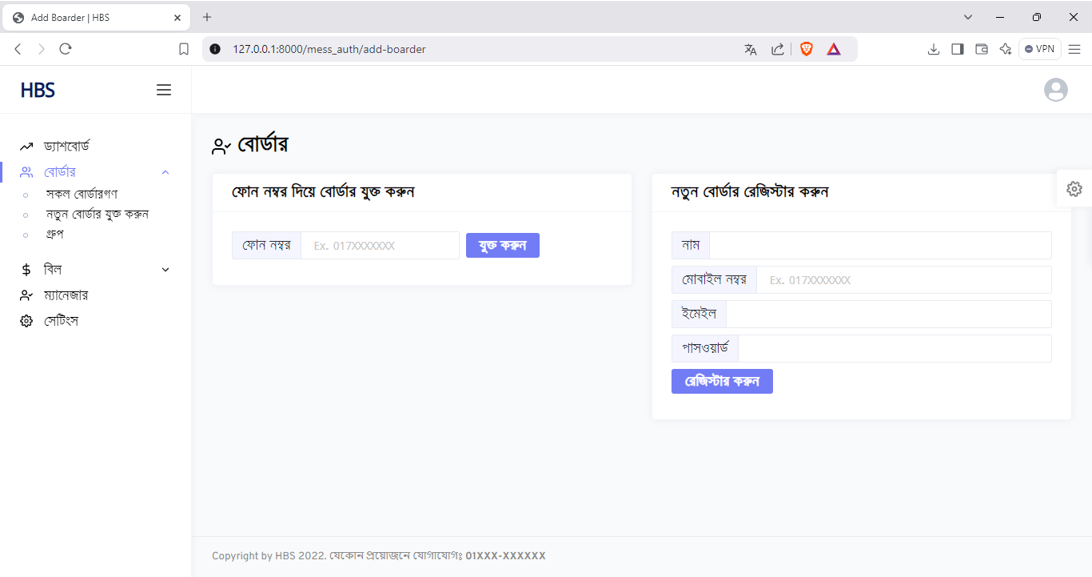 Add Boarder | HBS
127.0.0.1:8000/mess_auth/add-boarder
VPN
HBS
ড্যাশবোর্ড
বোর্ডার
সকল বোর্ডারগণ
নতুন বোর্ডার যুক্ত করুন
গ্রুপ
বিল
ম্যানেজার
সেটিংস
বোর্ডার
ফোন নম্বর দিয়ে বোর্ডার যুক্ত করুন
ফোন নম্বর Ex. 017XXXXXXX যুক্ত করুন
নতুন বোর্ডার রেজিস্টার করুন
নাম
মোবাইল নম্বর Ex. 017XXXXXXX
ইমেইল
পাসওয়ার্ড
রেজিস্টার করুন
Copyright by HBS 2022. যেকোন প্রয়োজনে যোগাযোগঃ 01XXX-XXXXXX